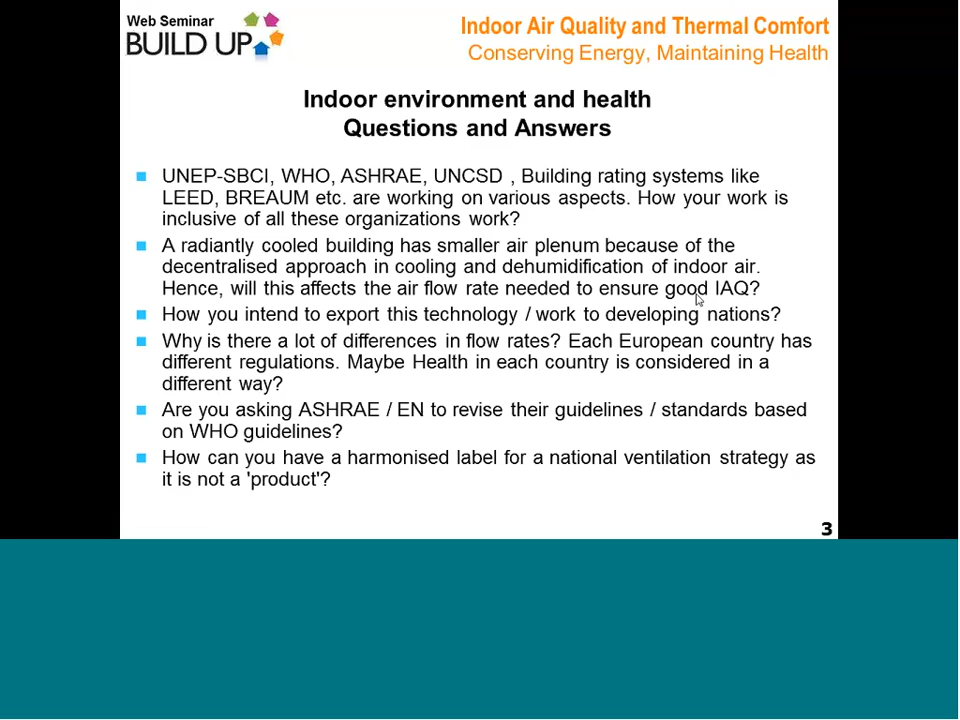 Web Seminar
BUILD UP
Indoor Air Quality and Thermal Comfort
Conserving Energy, Maintaining Health
Indoor environment and health
Questions and Answers
UNEP-SBCI, WHO, ASHRAE, UNCSD , Building rating systems like
LEED, BREAUM etc. are working on various aspects. How your work is
inclusive of all these organizations work?
A radiantly cooled building has smaller air plenum because of the
decentralised approach in cooling and dehumidification of indoor air.
Hence, will this affects the air flow rate needed to ensure good IAQ?
How you intend to export this technology / work to developing nations?
Why is there a lot of differences in flow rates? Each European country has
different regulations. Maybe Health in each country is considered in a
different way?
Are you asking ASHRAE / EN to revise their guidelines / standards based
on WHO guidelines?
How can you have a harmonised label for a national ventilation strategy as
it is not a 'product'?
3